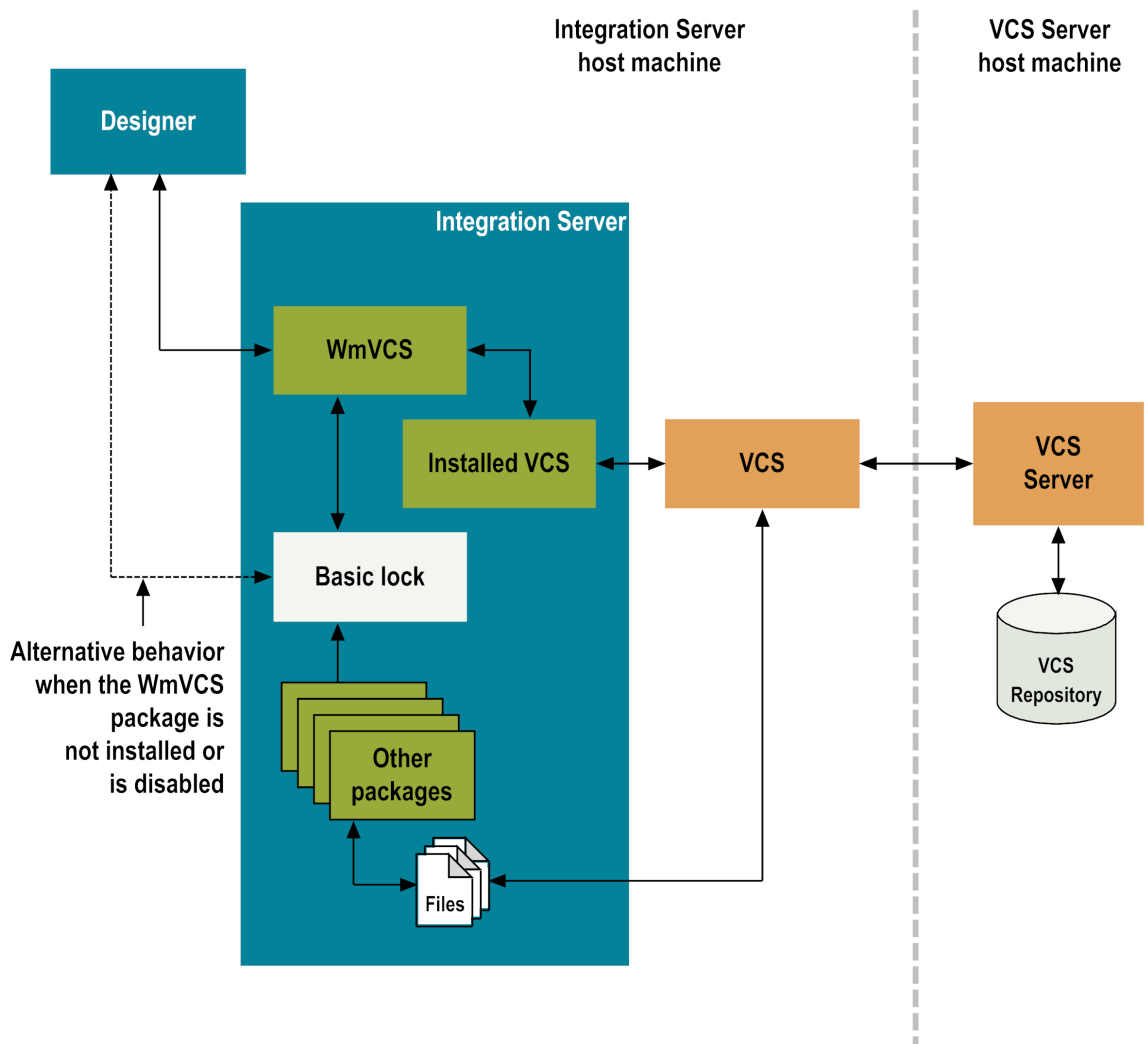 Integration Server
host machine
VCS Server
host machine
Designer
Integration Server
WmVCS
Installed VCS
VCS
VCS
Server
Basic lock
Alternative behavior
when the WmVCS
package is
not installed or
is disabled
VCS
Repository
Other
packages
Files